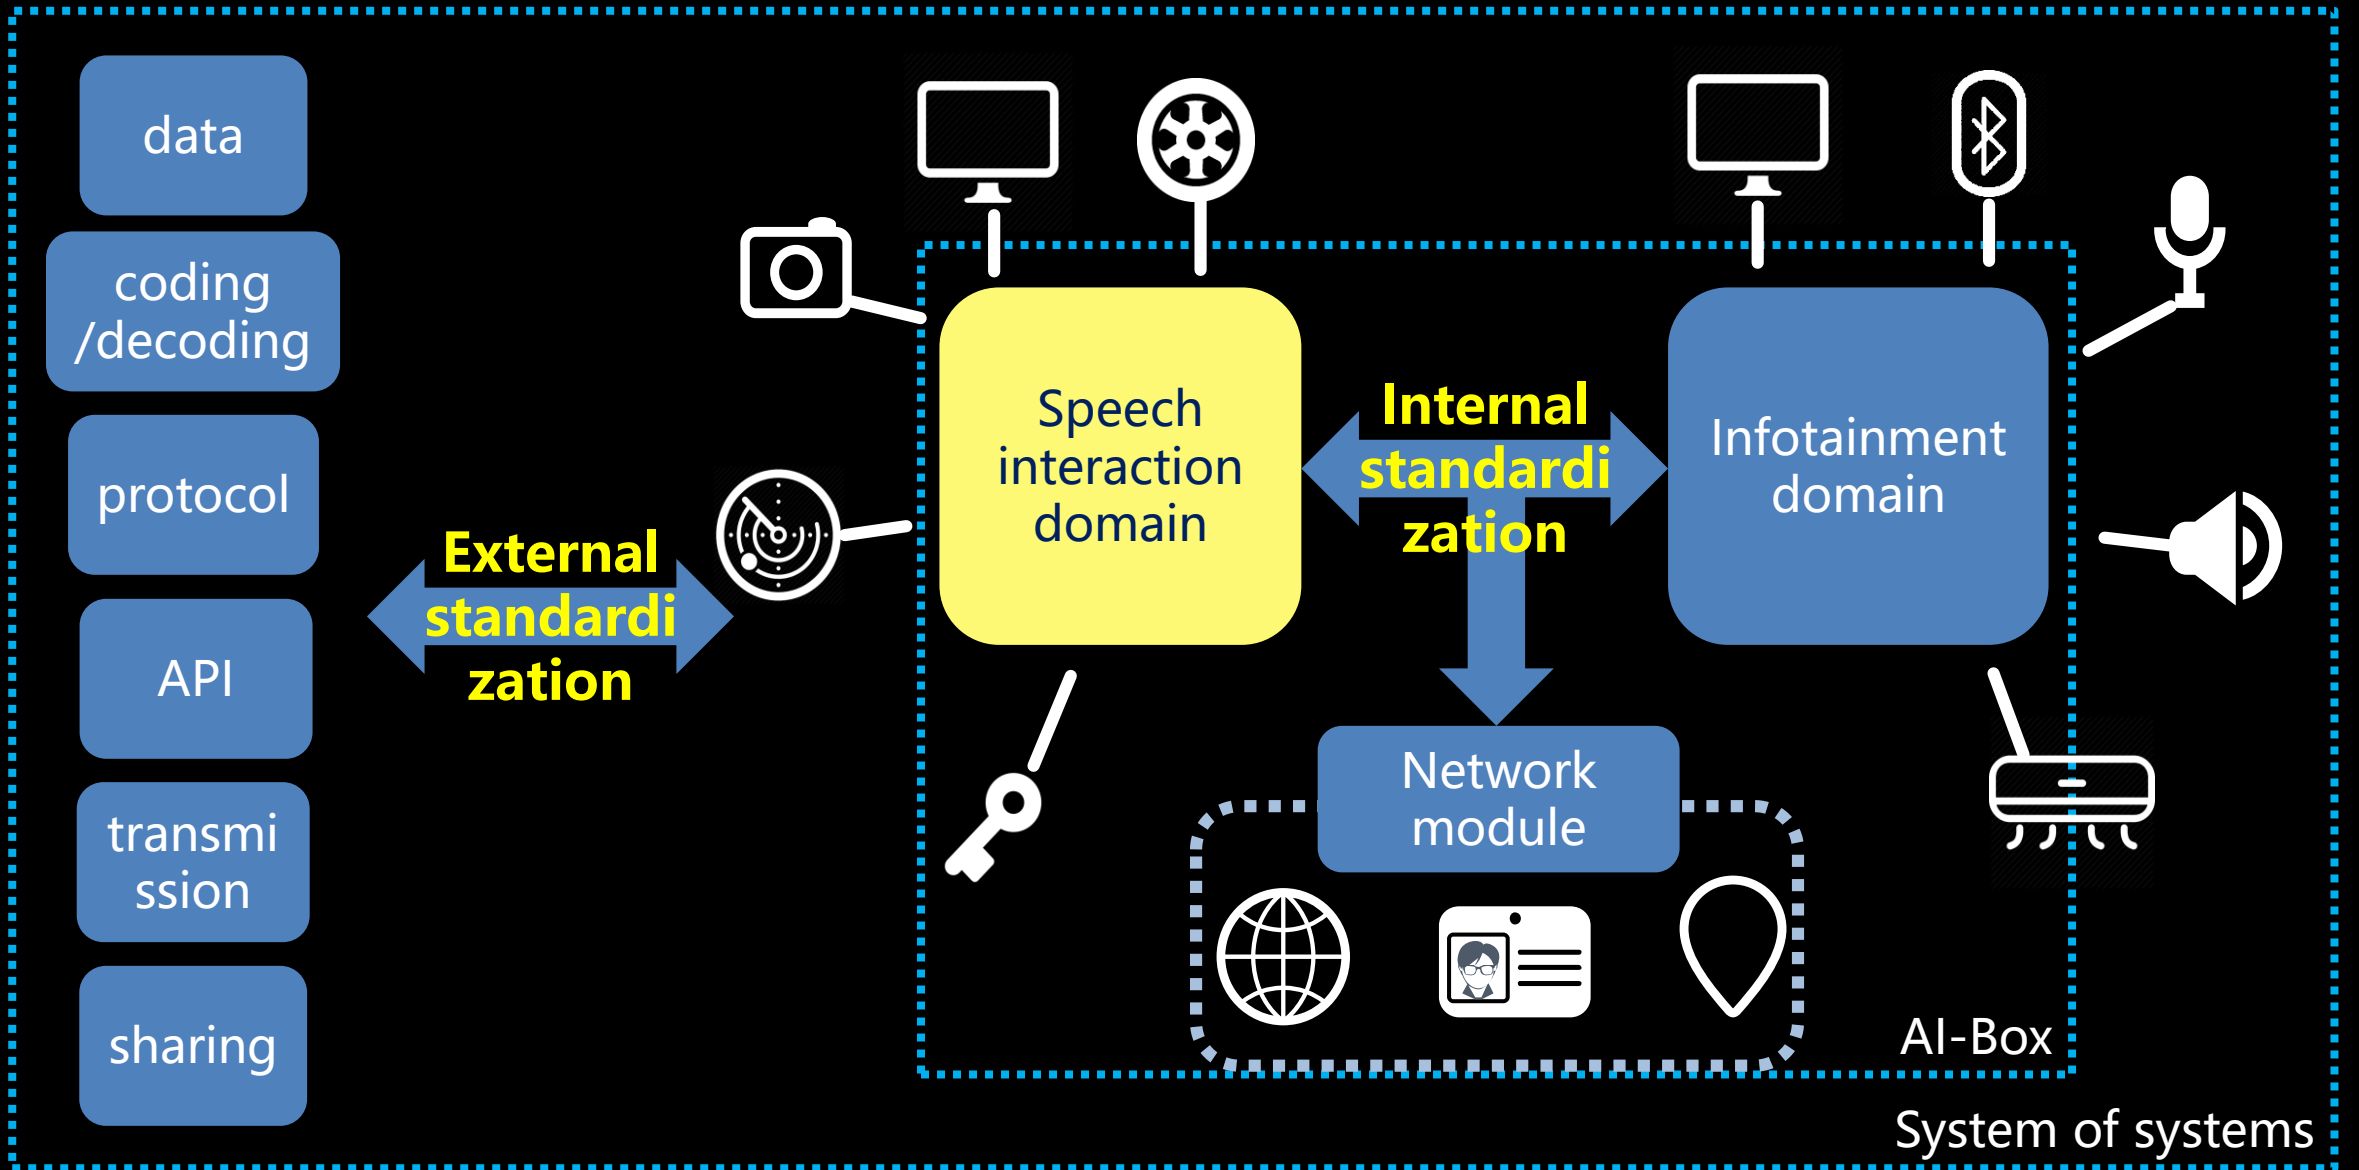 data
coding
/decoding
protocol
API
transmi
ssion
sharing
External
standardi
zation
Speech
interaction
domain
Internal
standardi
zation
Infotainment
domain
Network
module
AI-Box
System of systems